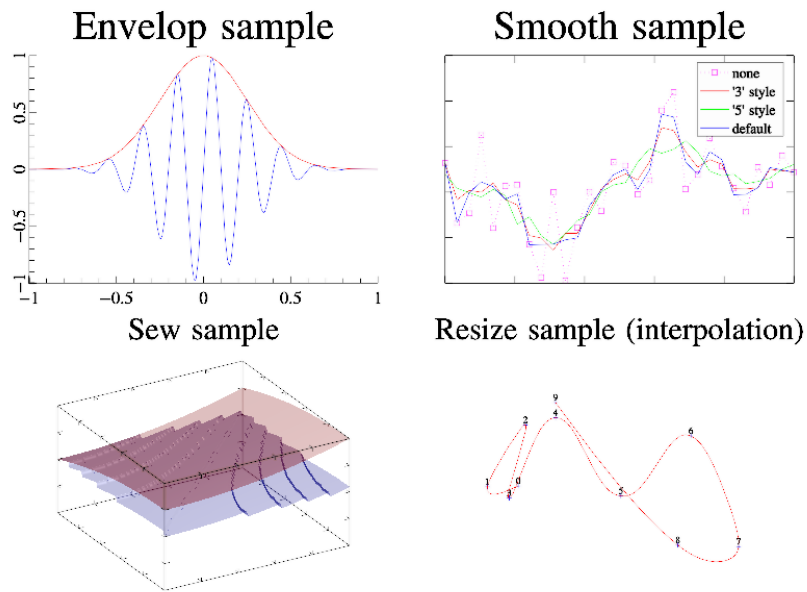 Envelop sample
Smooth sample
1
0.5
0
−0.5
−1
−1
−0.5
0
0.5
1
none
'3' style
'5' style
default
Sew sample
Resize sample (interpolation)
9
2
4
6
1
0
5
8
7